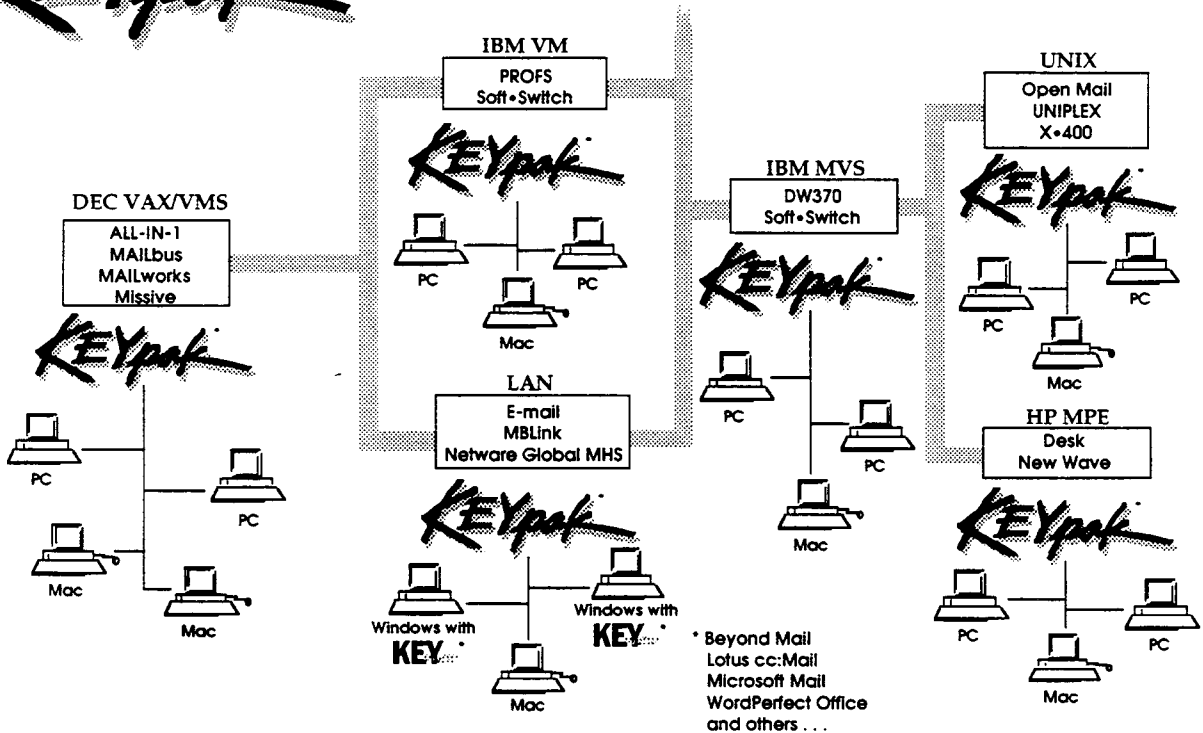 KEYpak
IBM VM
PROFS
Soft•Switch
KEYpak
PC
PC
Mac
DEC VAX/VMS
ALL-IN-1
MAILbus
MAILworks
Missive
KEYpak
PC
PC
Mac
Mac
LAN
E-mail
MBLink
Netware Global MHS
KEYpak
Windows with
KEY *
Windows with
KEY *
Mac
IBM MVS
DW370
Soft•Switch
KEYpak
PC
PC
Mac
UNIX
Open Mail
UNIPLEX
X•400
KEYpak
PC
PC
Mac
HP MPE
Desk
New Wave
KEYpak
PC
PC
Mac
* Beyond Mail
Lotus cc:Mail
Microsoft Mail
WordPerfect Office
and others . . .